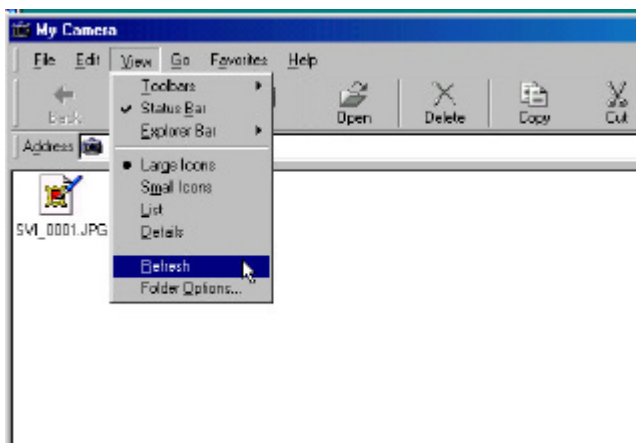 My Camera
File Edit View Go Favorites Help
Back Open Delete Copy Cut
Address
Toolbars
Status Bar
Explorer Bar
Large Icons
Small Icons
List
Details
Refresh
Folder Options...
SVI_0001.JPG